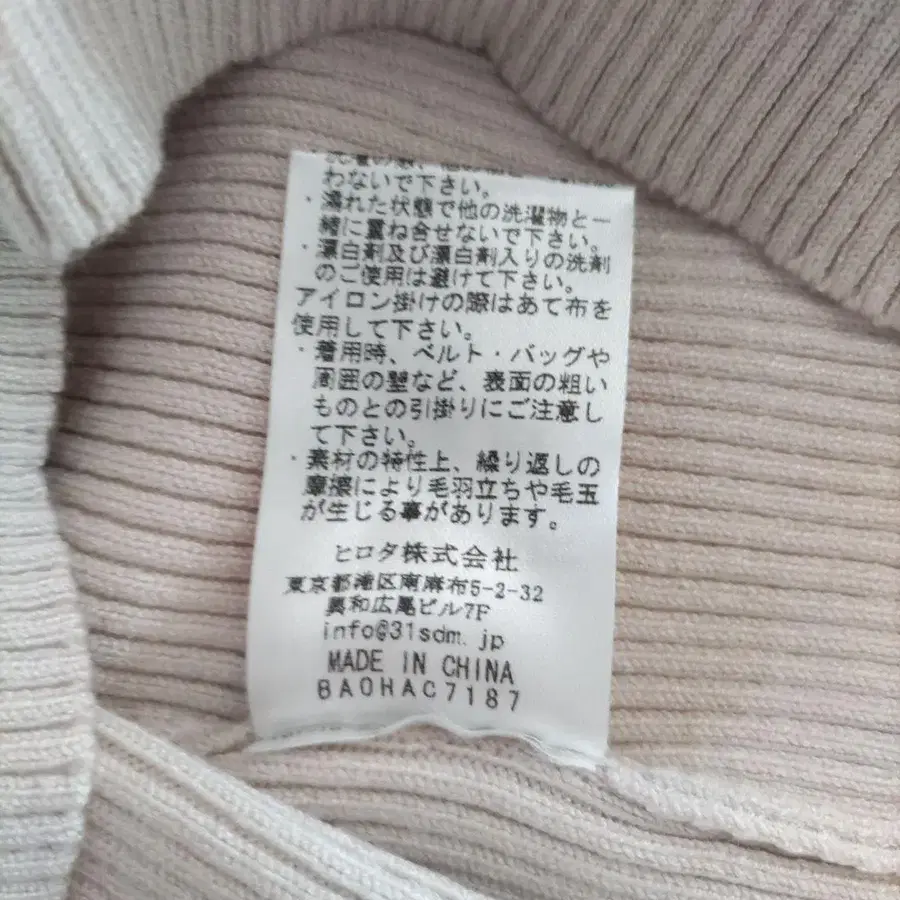 わないで下さい。
・濡れた状態で他の洗濯物と一
緒に重ね合せないで下さい。
・漂白剤及び漂白剤入りの洗剤
のご使用は避けて下さい。
アイロン掛けの際はあて布を
使用して下さい。
・着用時、ベルト・バッグや
周囲の壁など、表面の粗い
ものとの引掛りにご注意し
て下さい。
・素材の特性上、繰り返しの
摩擦により毛羽立ちや毛玉
が生じる事があります。
ヒロタ株式会社
東京都港区南麻布5-2-32
興和広尾ビル7F
info@31sdm.jp
MADE IN CHINA
BAOHAC7187